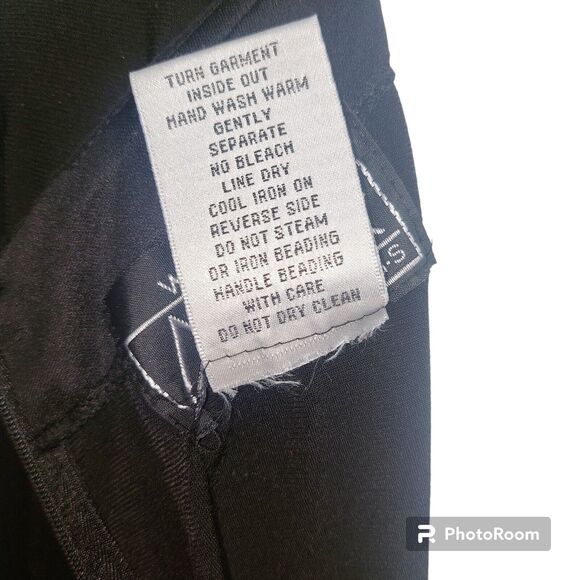 TURN GARMENT
INSIDE OUT
HAND WASH WARM
GENTLY
SEPARATE
NO BLEACH
LINE DRY
COOL IRON ON
REVERSE SIDE
DO NOT STEAM
OR IRON BEADING
HANDLE BEADING
WITH CARE
DO NOT DRY CLEAN
PhotoRoom